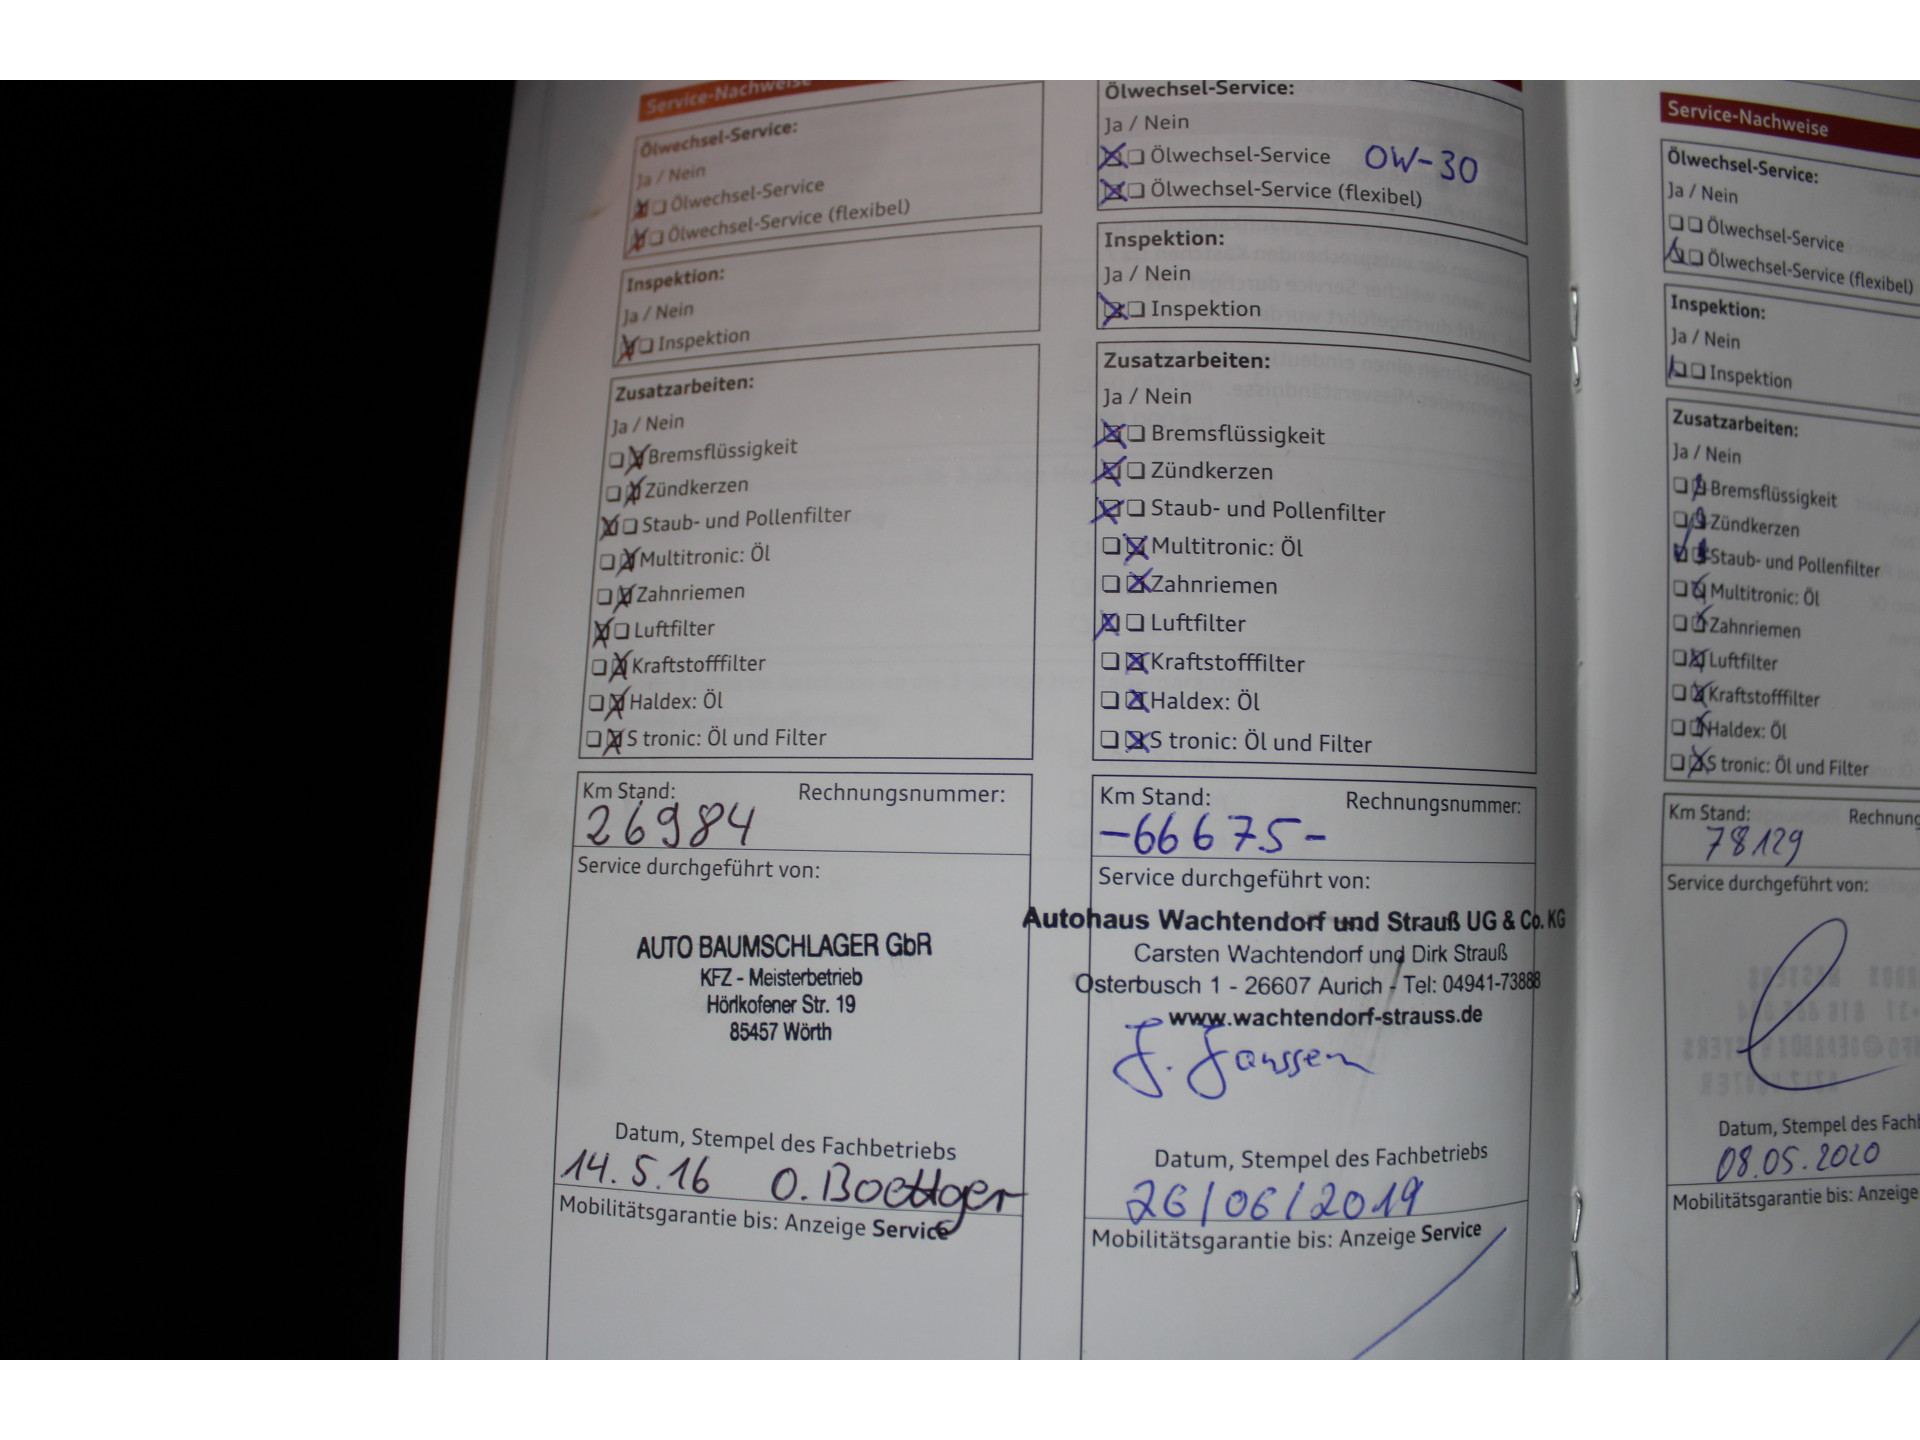 Service-Nachweise
Ölwechsel-Service:
Ja / Nein
Ölwechsel-Service
Ölwechsel-Service (flexibel)
Inspektion:
Ja / Nein
Inspektion
Zusatzarbeiten:
Ja / Nein
Bremsflüssigkeit
Zündkerzen
Staub- und Pollenfilter
Multitronic: Öl
Zahnriemen
Luftfilter
Kraftstofffilter
Haldex: Öl
S tronic: Öl und Filter
Km Stand: Rechnungsnummer:
26984
Service durchgeführt von:
AUTO BAUMSCHLAGER GbR
KFZ - Meisterbetrieb
Hörlkofener Str. 19
85457 Wörth
Datum, Stempel des Fachbetriebs
14.5.16 O. Boettger
Mobilitätsgarantie bis: Anzeige Service
Ölwechsel-Service:
Ja / Nein
Ölwechsel-Service 0W-30
Ölwechsel-Service (flexibel)
Inspektion:
Ja / Nein
Inspektion
Zusatzarbeiten:
Ja / Nein
Bremsflüssigkeit
Zündkerzen
Staub- und Pollenfilter
Multitronic: Öl
Zahnriemen
Luftfilter
Kraftstofffilter
Haldex: Öl
S tronic: Öl und Filter
Km Stand: Rechnungsnummer:
-66675-
Service durchgeführt von:
Autohaus Wachtendorf und Strauß UG & Co. KG
Carsten Wachtendorf und Dirk Strauß
Osterbusch 1 - 26607 Aurich - Tel: 04941-73888
www.wachtendorf-strauss.de
J. Janssen
Datum, Stempel des Fachbetriebs
26/06/2019
Mobilitätsgarantie bis: Anzeige Service
Service-Nachweise
Ölwechsel-Service:
Ja / Nein
Ölwechsel-Service
Ölwechsel-Service (flexibel)
Inspektion:
Ja / Nein
Inspektion
Zusatzarbeiten:
Ja / Nein
Bremsflüssigkeit
Zündkerzen
Staub- und Pollenfilter
Multitronic: Öl
Zahnriemen
Luftfilter
Kraftstofffilter
Haldex: Öl
S tronic: Öl und Filter
Km Stand: Rechnung
78129
Service durchgeführt von:
Datum, Stempel des Fachb
08.05.2020
Mobilitätsgarantie bis: Anzeige